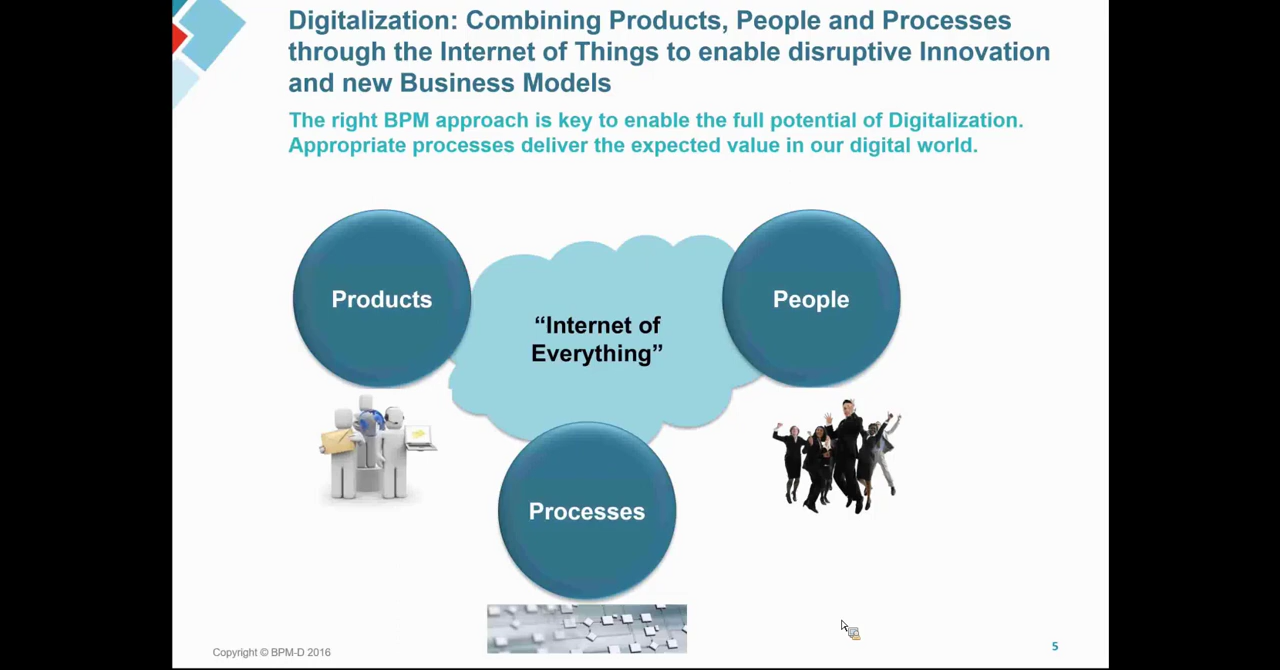 Digitalization: Combining Products, People and Processes
through the Internet of Things to enable disruptive Innovation
and new Business Models
The right BPM approach is key to enable the full potential of Digitalization.
Appropriate processes deliver the expected value in our digital world.
Products
“Internet of
Everything”
People
Processes
Copyright © BPM-D 2016
5